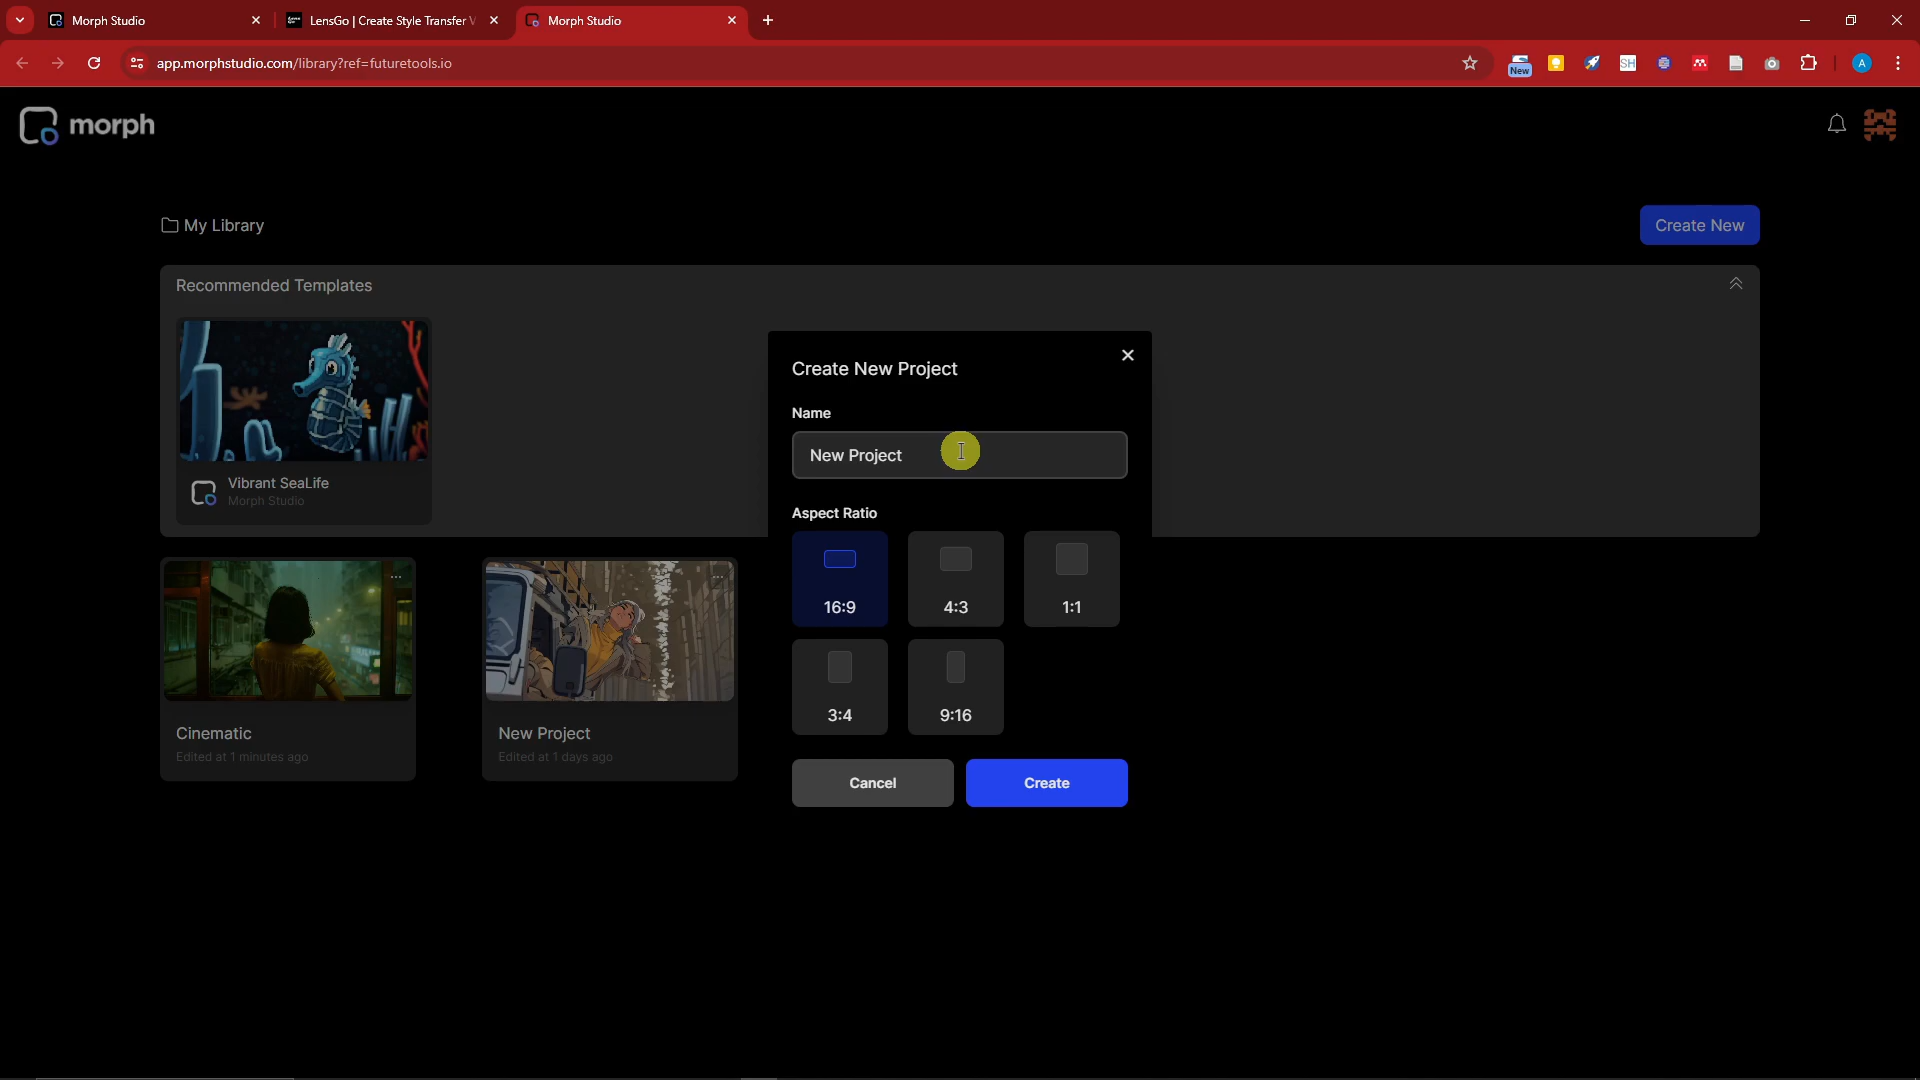 Morph Studio
LensGo | Create Style Transfer V
Morph Studio
app.morphstudio.com/library?ref=futuretools.io
New
SH
A
morph
My Library
Create New
Recommended Templates
Vibrant SeaLife
Morph Studio
Cinematic
Edited at 1 minutes ago
New Project
Edited at 1 days ago
Create New Project
Name
New Project
Aspect Ratio
16:9
4:3
1:1
3:4
9:16
Cancel
Create